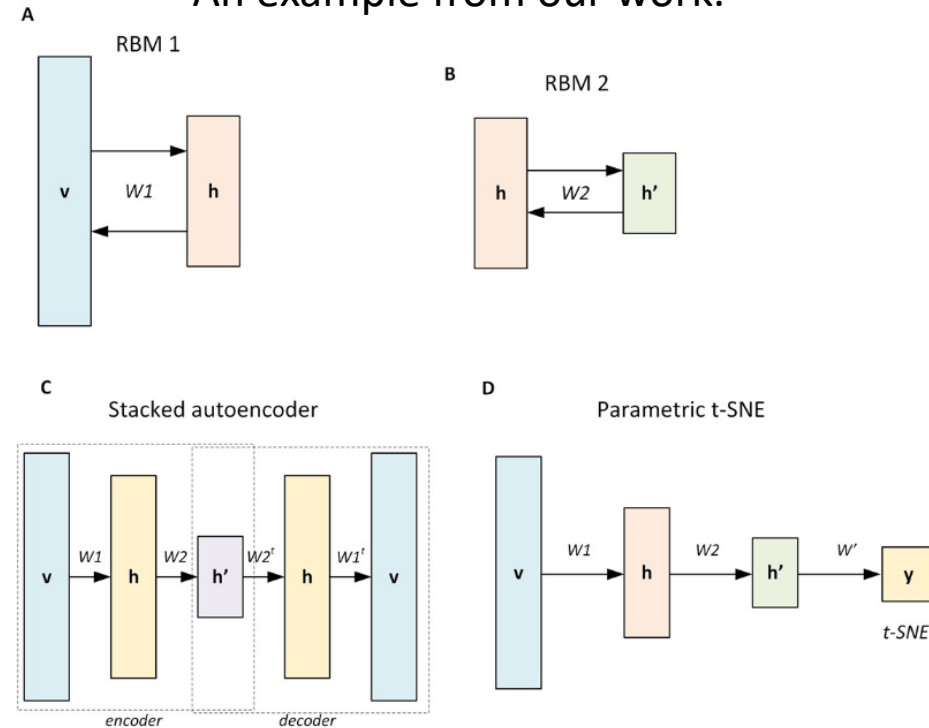 An example from our work.
A
RBM 1
v
W1
h
B
RBM 2
h
W2
h’
C
Stacked autoencoder
v
W1
h
W2
h’
W2ᵗ
h
W1ᵗ
v
encoder
decoder
D
Parametric t-SNE
v
W1
h
W2
h’
W’
y
t-SNE